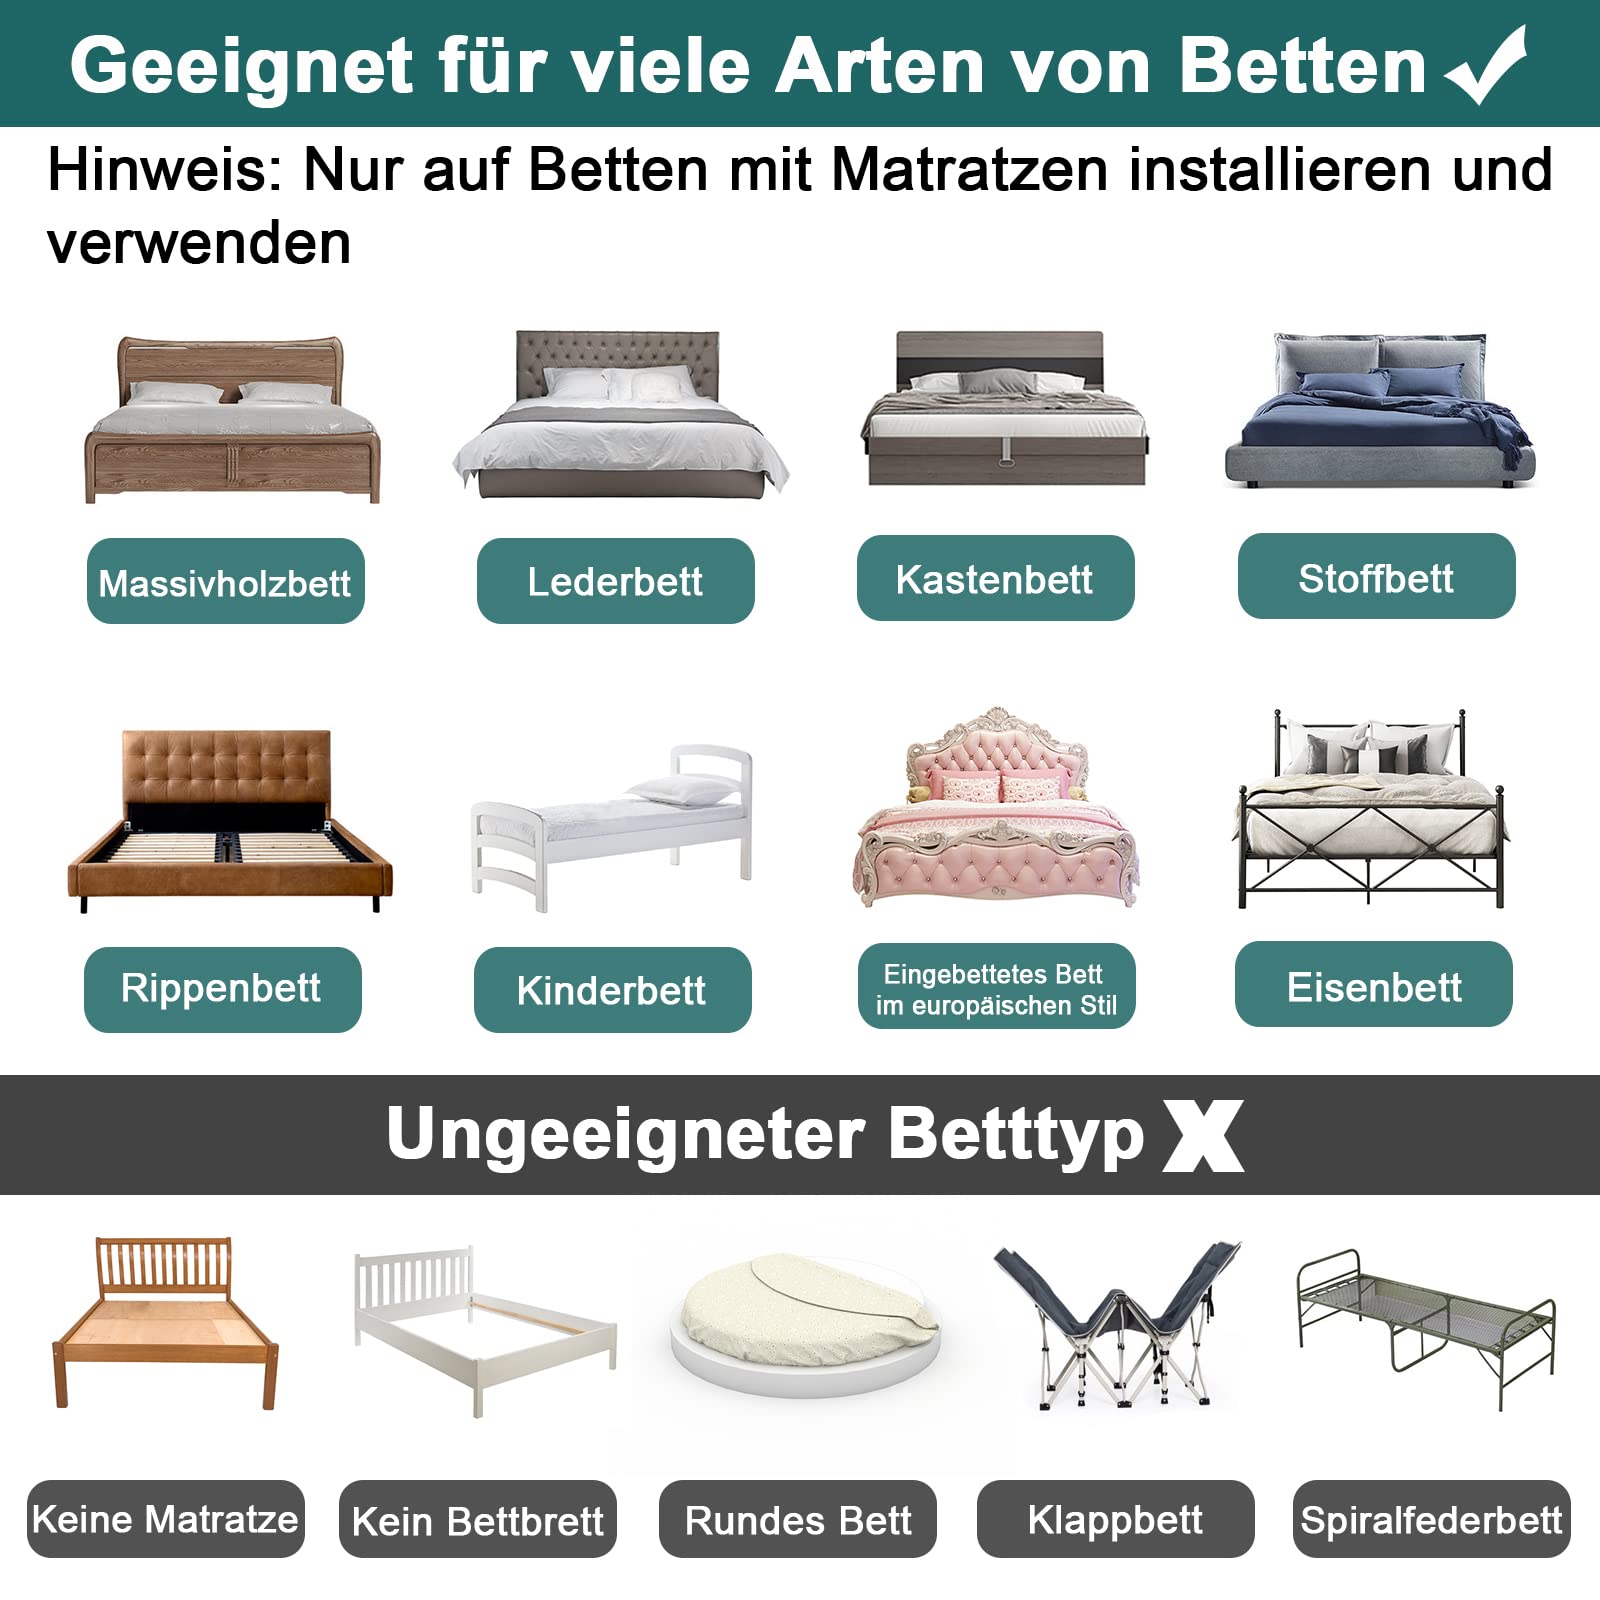 Geeignet für viele Arten von Betten
Hinweis: Nur auf Betten mit Matratzen installieren und
verwenden
Massivholzbett
Lederbett
Kastenbett
Stoffbett
Rippenbett
Kinderbett
Eingebettetes Bett
im europäischen Stil
Eisenbett
Ungeeigneter Betttyp X
Keine Matratze
Kein Bettbrett
Rundes Bett
Klappbett
Spiralfederbett